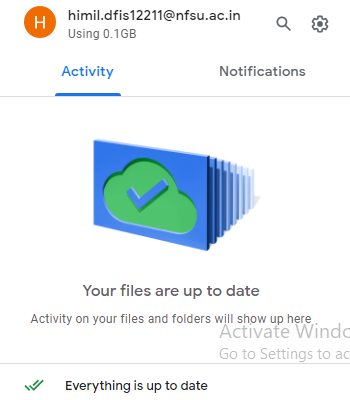 H
himil.dfis12211@nfsu.ac.in
Using 0.1GB
Activity
Notifications
Your files are up to date
Activity on your files and folders will show up here
Activate Windo
Go to Settings to ac
Everything is up to date